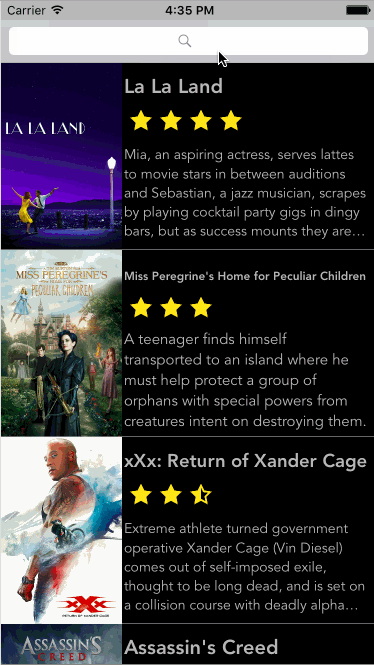 Carrier
4:35 PM
LA LA LAND
La La Land
Mia, an aspiring actress, serves lattes
to movie stars in between auditions
and Sebastian, a jazz musician, scrapes
by playing cocktail party gigs in dingy
bars, but as success mounts they are…
MISS PEREGRINE'S
HOME FOR
PECULIAR CHILDREN
Miss Peregrine's Home for Peculiar Children
A teenager finds himself
transported to an island where he
must help protect a group of
orphans with special powers from
creatures intent on destroying them.
xXx
RETURN OF XANDER CAGE
xXx: Return of Xander Cage
Extreme athlete turned government
operative Xander Cage (Vin Diesel)
comes out of self-imposed exile,
thought to be long dead, and is set on
a collision course with deadly alpha…
ASSASSIN'S
CREED
Assassin's Creed